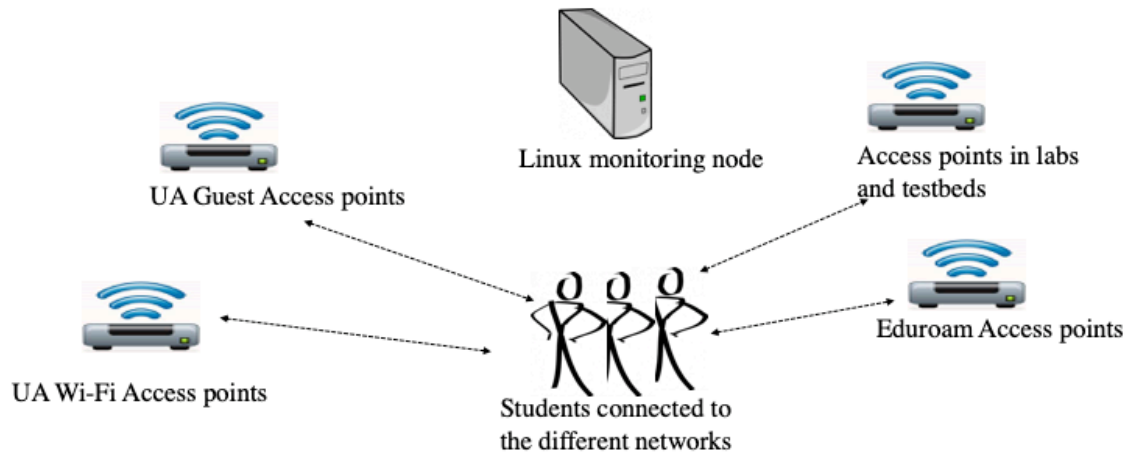 Linux monitoring node
Access points in labs
and testbeds
UA Guest Access points
Eduroam Access points
UA Wi-Fi Access points
Students connected to
the different networks